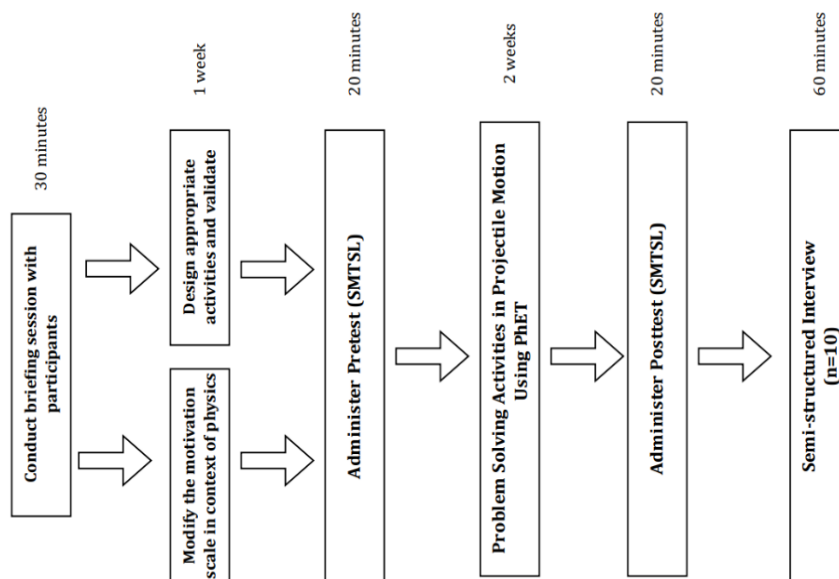 Conduct briefing session with
participants
30 minutes
Modify the motivation
scale in context of physics
Design appropriate
activities and validate
1 week
Administer Pretest (SMTSL)
20 minutes
Problem Solving Activities in Projectile Motion
Using PhET
2 weeks
Administer Posttest (SMTSL)
20 minutes
Semi-structured Interview
(n=10)
60 minutes